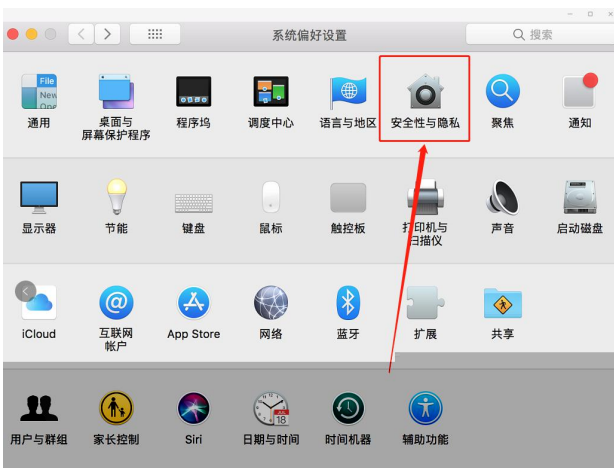 系统偏好设置
搜索
File
New
One
通用
桌面与
屏幕保护程序
程序坞
调度中心
语言与地区
安全性与隐私
聚焦
通知
显示器
节能
键盘
鼠标
触控板
打印机与
扫描仪
声音
启动磁盘
iCloud
@
互联网
帐户
App Store
网络
蓝牙
扩展
共享
用户与群组
家长控制
Siri
18
日期与时间
时间机器
辅助功能